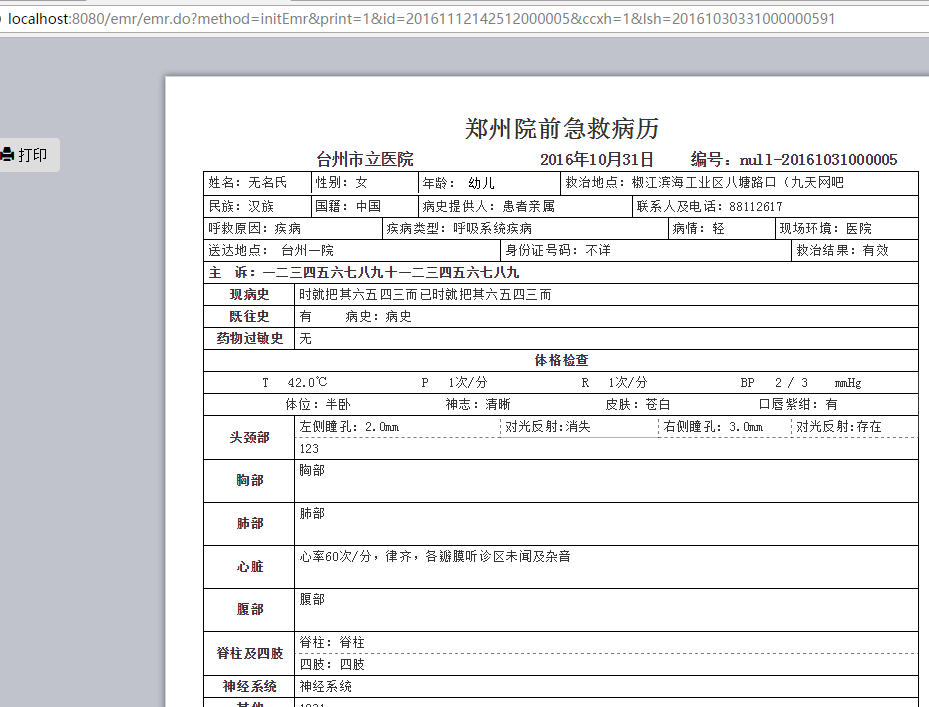 localhost:8080/emr/emr.do?method=initEmr&print=1&id=20161112142512000005&ccxh=1&lsh=20161030331000000591
郑州院前急救病历
打印
台州市立医院 2016年10月31日 编号：null-20161031000005
姓名：无名氏 性别：女 年龄： 幼儿 救治地点：椒江滨海工业区八塘路口（九天网吧
民族：汉族 国籍：中国 病史提供人：患者亲属 联系人及电话：88112617
呼救原因：疾病 疾病类型：呼吸系统疾病 病情：轻 现场环境：医院
送达地点： 台州一院 身份证号码：不详 救治结果：有效
主 诉：一二三四五六七八九十一二三四五六七八九
现病史 时就把其六五四三而已时就把其六五四三而
既往史 有 病史：病史
药物过敏史 无
体格检查
T 42.0℃ P 1次/分 R 1次/分 BP 2 / 3 mmHg
体位：半卧 神志：清晰 皮肤：苍白 口唇紫绀：有
头颈部 左侧瞳孔：2.0mm 对光反射:消失 右侧瞳孔：3.0mm 对光反射:存在
123
胸部 胸部
肺部 肺部
心脏 心率60次/分，律齐，各瓣膜听诊区未闻及杂音
腹部 腹部
脊柱及四肢 脊柱：脊柱
四肢：四肢
神经系统 神经系统
其他